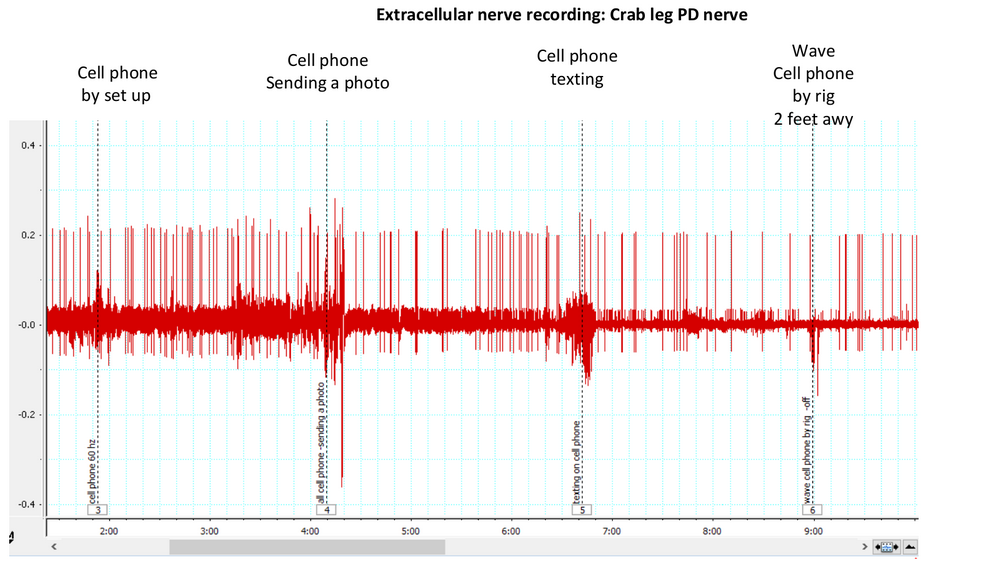 Extracellular nerve recording: Crab leg PD nerve
Cell phone
by set up
Cell phone
Sending a photo
Cell phone
texting
Wave
Cell phone
by rig
2 feet awy
0.4
0.2
-0.0
-0.2
-0.4
cell phone 60 hz
all cell phone -sending a photo
texting on cell phone
wave cell phone by rig -off
3
4
5
6
2:00
3:00
4:00
5:00
6:00
7:00
8:00
9:00